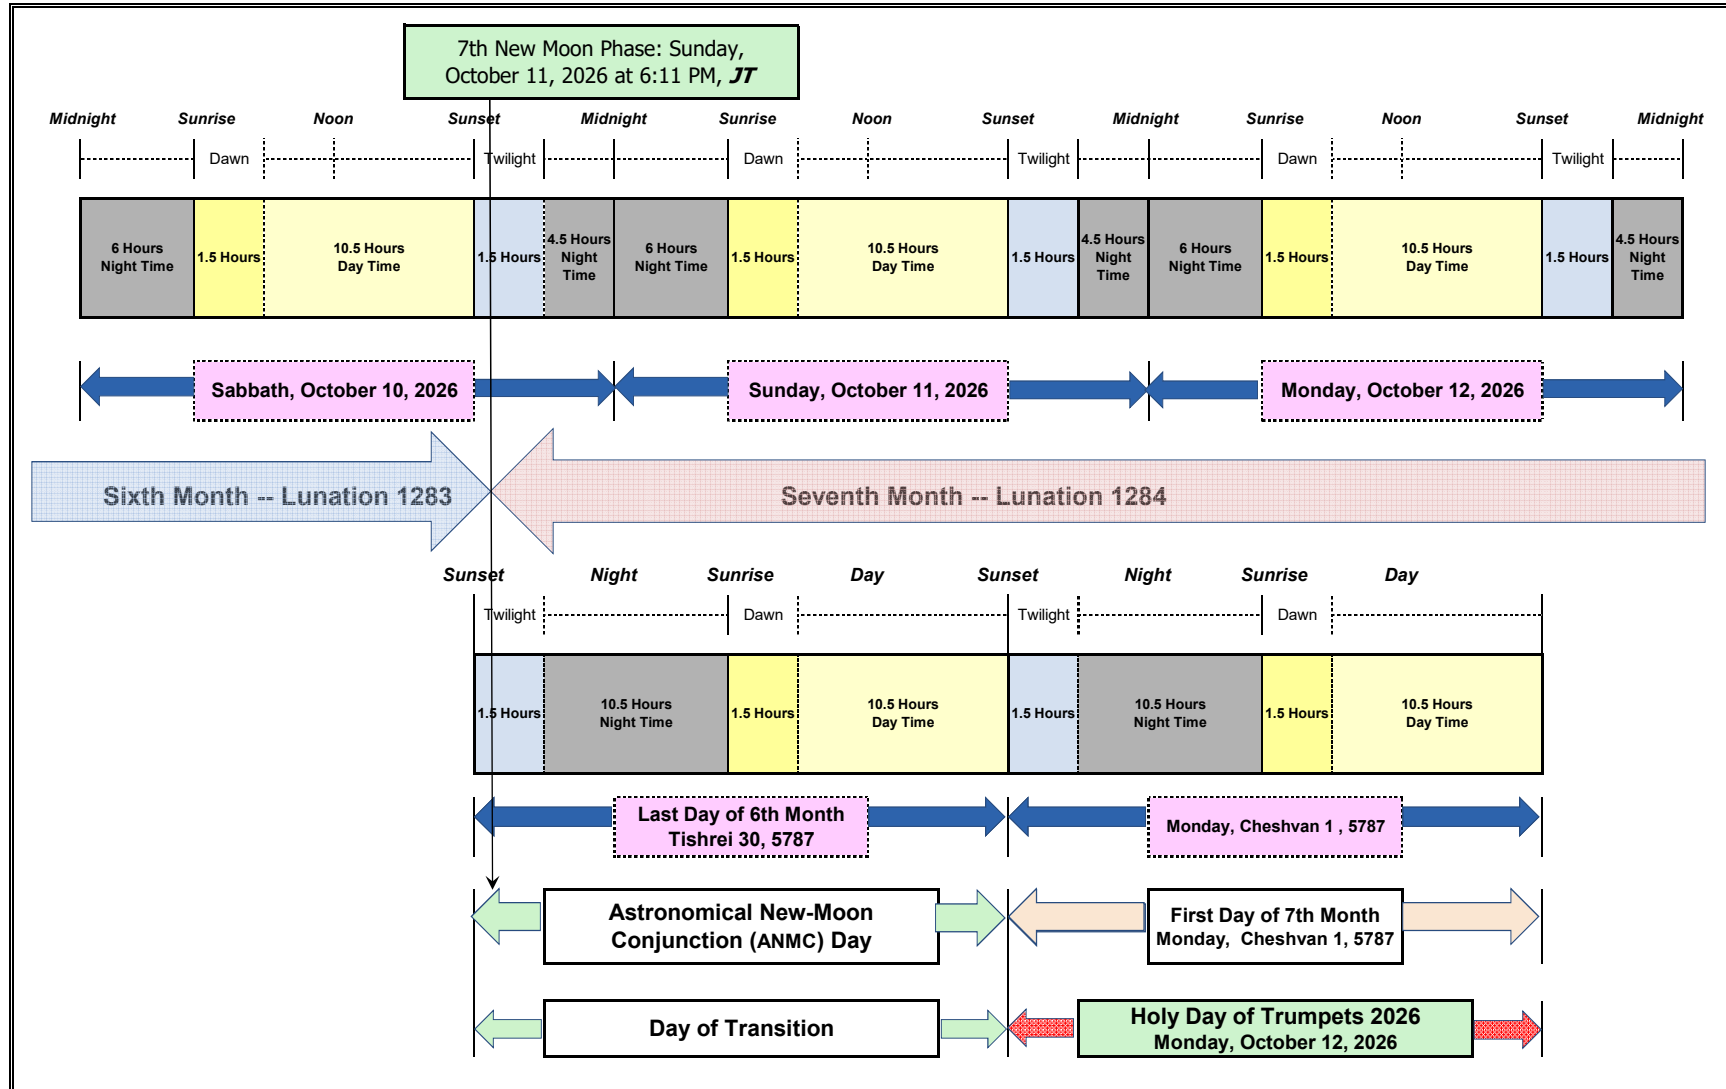 7th New Moon Phase: Sunday,
October 11, 2026 at 6:11 PM, JT
Midnight Sunrise Noon Sunset Midnight Sunrise Noon Sunset Midnight Sunrise Noon Sunset Midnight
Dawn Twilight Dawn Twilight Dawn Twilight
6 Hours
Night Time
1.5 Hours
10.5 Hours
Day Time
1.5 Hours
4.5 Hours
Night
Time
6 Hours
Night Time
1.5 Hours
10.5 Hours
Day Time
1.5 Hours
4.5 Hours
Night
Time
6 Hours
Night Time
1.5 Hours
10.5 Hours
Day Time
1.5 Hours
4.5 Hours
Night
Time
Sabbath, October 10, 2026
Sunday, October 11, 2026
Monday, October 12, 2026
Sixth Month -- Lunation 1283
Seventh Month -- Lunation 1284
Sunset Night Sunrise Day Sunset Night Sunrise Day
Twilight Dawn Twilight Dawn
1.5 Hours
10.5 Hours
Night Time
1.5 Hours
10.5 Hours
Day Time
1.5 Hours
10.5 Hours
Night Time
1.5 Hours
10.5 Hours
Day Time
Last Day of 6th Month
Tishrei 30, 5787
Monday, Cheshvan 1 , 5787
Astronomical New-Moon
Conjunction (ANMC) Day
First Day of 7th Month
Monday, Cheshvan 1, 5787
Day of Transition
Holy Day of Trumpets 2026
Monday, October 12, 2026